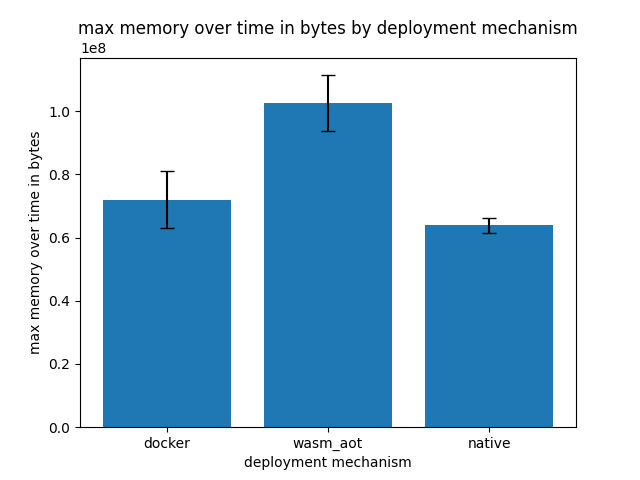 max memory over time in bytes by deployment mechanism
1e8
1.0
0.8
0.6
0.4
0.2
0.0
max memory over time in bytes
docker wasm_aot native
deployment mechanism